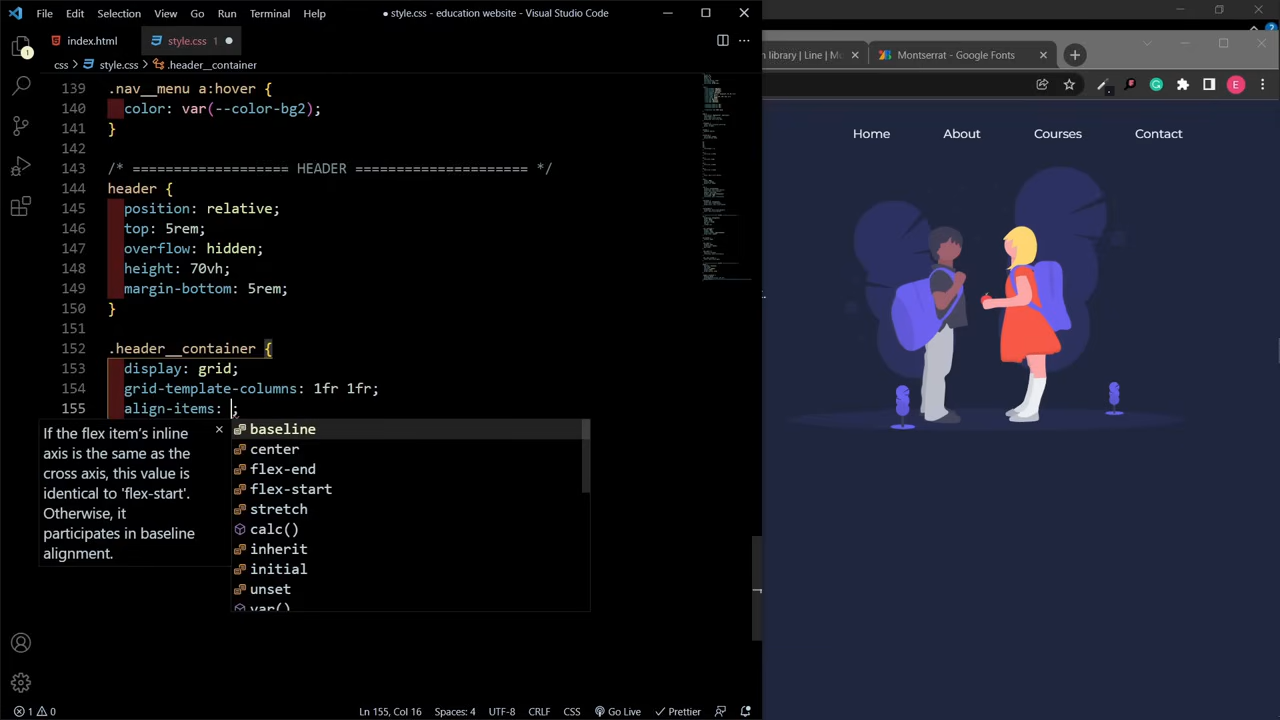 File Edit Selection View Go Run Terminal Help
● style.css - education website - Visual Studio Code
index.html
style.css 1 ●
css > style.css > .header__container
139 .nav__menu a:hover {
140 color: var(--color-bg2);
141 }
142
143 /* =================== HEADER ===================== */
144 header {
145 position: relative;
146 top: 5rem;
147 overflow: hidden;
148 height: 70vh;
149 margin-bottom: 5rem;
150 }
151
152 .header__container {
153 display: grid;
154 grid-template-columns: 1fr 1fr;
155 align-items: ;
If the flex item's inline
axis is the same as the
cross axis, this value is
identical to 'flex-start'.
Otherwise, it
participates in baseline
alignment.
baseline
center
flex-end
flex-start
stretch
calc()
inherit
initial
unset
var()
1 0
Ln 155, Col 16 Spaces: 4 UTF-8 CRLF CSS Go Live Prettier
library | Line | Mo
Montserrat - Google Fonts
E
Home About Courses Contact